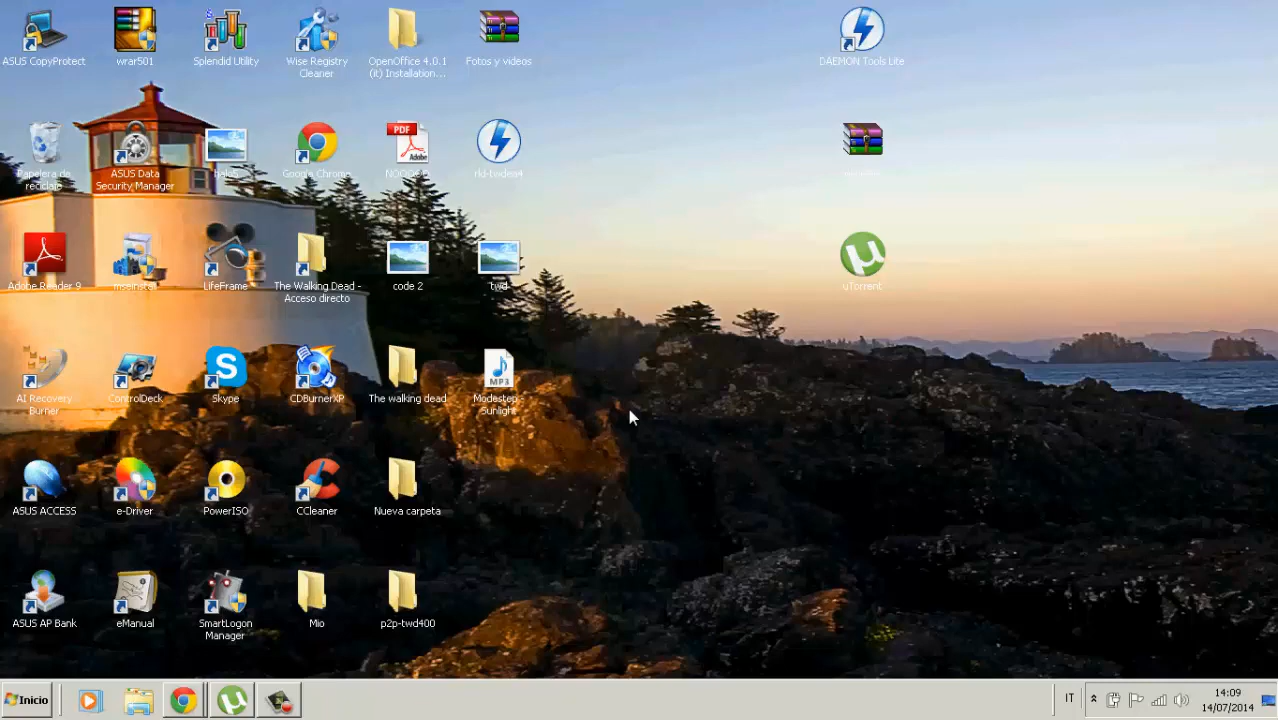 ASUS CopyProtect
wrar501
Splendid Utility
Wise Registry
Cleaner
OpenOffice 4.0.1
(it) Installation...
Fotos y videos
DAEMON Tools Lite
Papelera de
reciclaje
ASUS Data
Security Manager
halo5
Google Chrome
PDF
Adobe
rld-twdea4
Adobe Reader 9
LifeFrame
The Walking Dead -
Acceso directo
code 2
twd
uTorrent
AI Recovery
Burner
ControlDeck
Skype
CDBurnerXP
The walking dead
MP3
Modestep -
Sunlight
ASUS ACCESS
e-Driver
PowerISO
CCleaner
Nueva carpeta
ASUS AP Bank
eManual
SmartLogon
Manager
Mio
p2p-twd400
Inicio
IT
14:09
14/07/2014